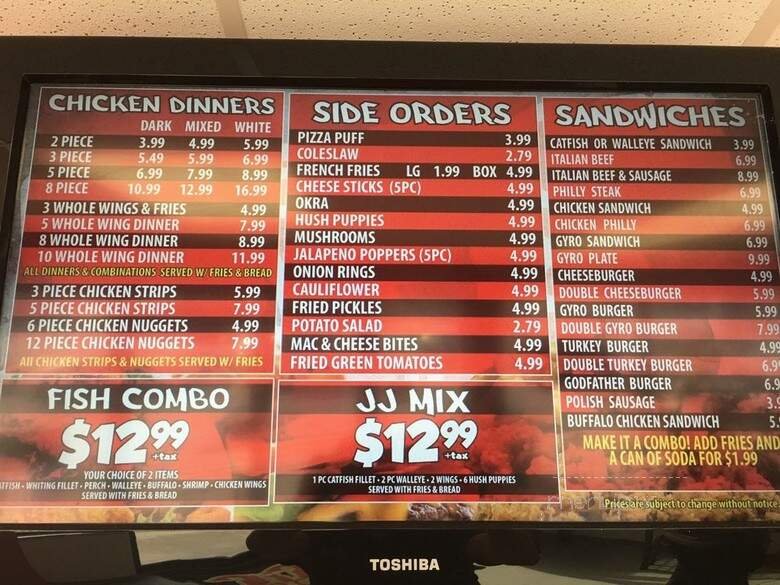 CHICKEN DINNERS
DARK MIXED WHITE
2 PIECE 3.99 4.99 5.99
3 PIECE 5.49 5.99 6.99
5 PIECE 6.99 7.99 8.99
8 PIECE 10.99 12.99 16.99
3 WHOLE WINGS & FRIES 4.99
5 WHOLE WING DINNER 7.99
8 WHOLE WING DINNER 8.99
10 WHOLE WING DINNER 11.99
ALL DINNERS & COMBINATIONS SERVED W/ FRIES & BREAD
3 PIECE CHICKEN STRIPS 5.99
5 PIECE CHICKEN STRIPS 7.99
6 PIECE CHICKEN NUGGETS 4.99
12 PIECE CHICKEN NUGGETS 7.99
All CHICKEN STRIPS & NUGGETS SERVED W/ FRIES
FISH COMBO
$12.99
+tax
YOUR CHOICE OF 2 ITEMS
TFISH • WHITING FILLET • PERCH • WALLEYE • BUFFALO • SHRIMP • CHICKEN WINGS
SERVED WITH FRIES & BREAD
SIDE ORDERS
PIZZA PUFF 3.99
COLESLAW 2.79
FRENCH FRIES LG 1.99 BOX 4.99
CHEESE STICKS (5PC) 4.99
OKRA 4.99
HUSH PUPPIES 4.99
MUSHROOMS 4.99
JALAPENO POPPERS (5PC) 4.99
ONION RINGS 4.99
CAULIFLOWER 4.99
FRIED PICKLES 4.99
POTATO SALAD 2.79
MAC & CHEESE BITES 4.99
FRIED GREEN TOMATOES 4.99
JJ MIX
$12.99
+tax
1 PC CATFISH FILLET • 2 PC WALLEYE • 2 WINGS • 6 HUSH PUPPIES
SERVED WITH FRIES & BREAD
SANDWICHES
CATFISH OR WALLEYE SANDWICH 3.99
ITALIAN BEEF 6.99
ITALIAN BEEF & SAUSAGE 8.99
PHILLY STEAK 6.99
CHICKEN SANDWICH 4.99
CHICKEN PHILLY 6.99
GYRO SANDWICH 6.99
GYRO PLATE 9.99
CHEESEBURGER 4.99
DOUBLE CHEESEBURGER 5.99
GYRO BURGER 5.99
DOUBLE GYRO BURGER 7.99
TURKEY BURGER 4.99
DOUBLE TURKEY BURGER 6.9
GODFATHER BURGER 6.9
POLISH SAUSAGE 3.9
BUFFALO CHICKEN SANDWICH 5.
MAKE IT A COMBO! ADD FRIES AND
A CAN OF SODA FOR $1.99
Prices are subject to change without notice.
TOSHIBA